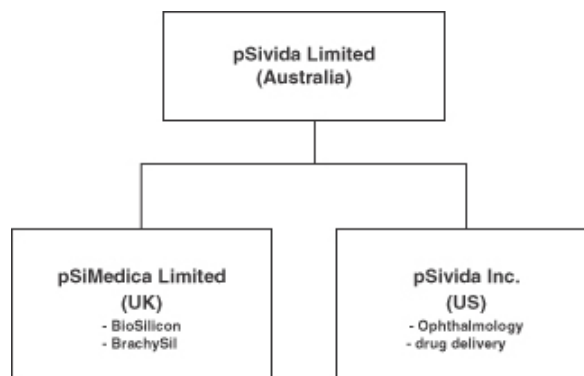 pSivida Limited
(Australia)
pSiMedica Limited
(UK)
- BioSilicon
- BrachySil
pSivida Inc.
(US)
- Ophthalmology
- drug delivery